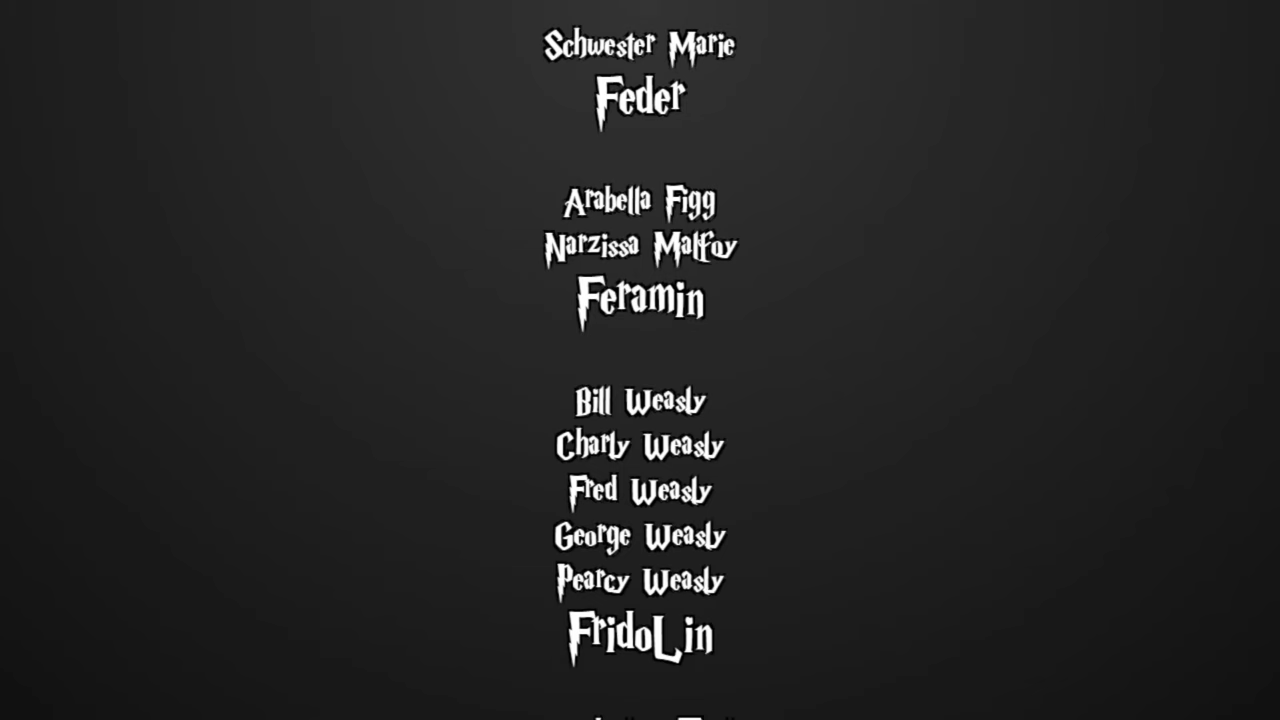 Schwester Marie
Feder
Arabella Figg
Narzissa Malfoy
Feramin
Bill Weasly
Charly Weasly
Fred Weasly
George Weasly
Pearcy Weasly
FridoLin